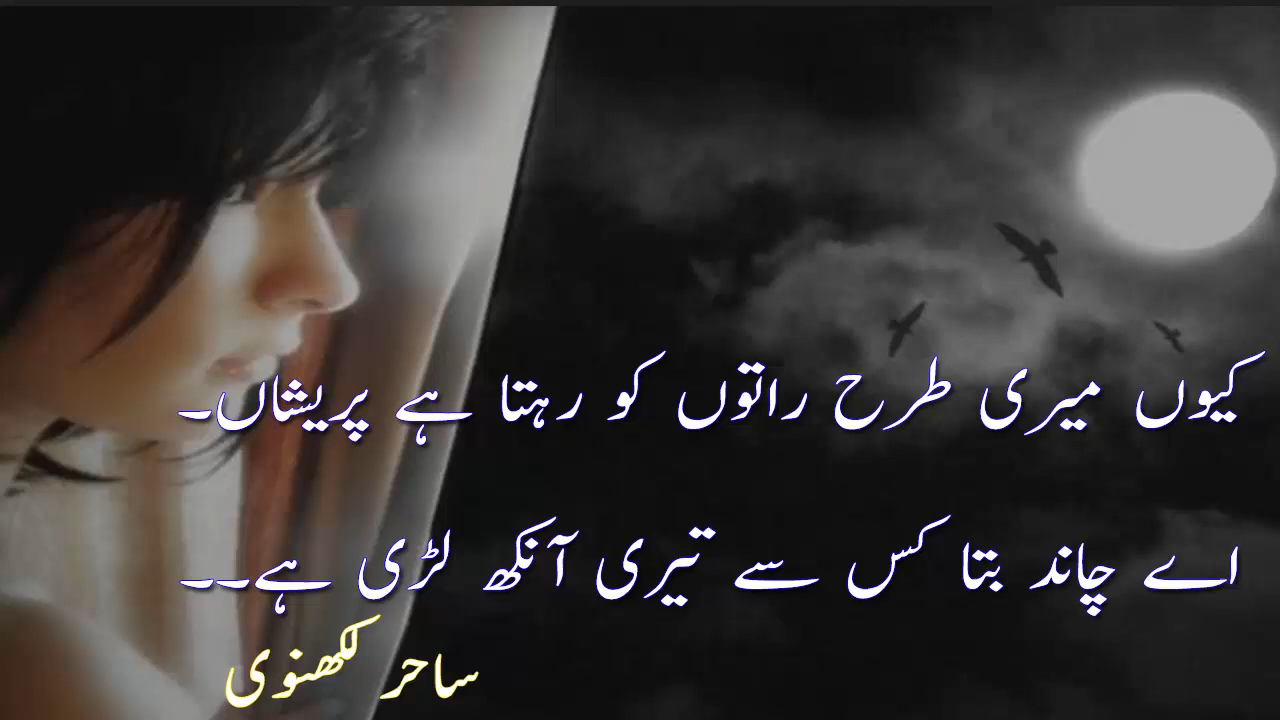 کیوں میری طرح راتوں کو رہتا ہے پریشاں۔
اے چاند بتا کس سے تیری آنکھ لڑی ہے۔۔
ساحر لکھنوی